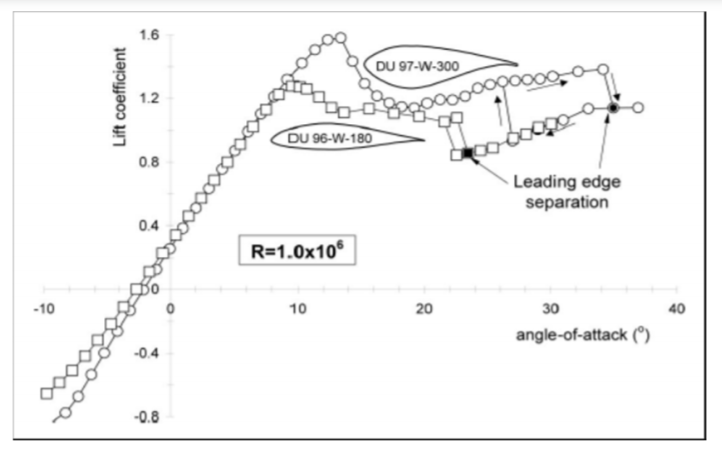 Lift coefficient
1.6
1.2
0.8
0.4
0
-0.4
-0.8
-10
0
10
20
30
40
DU 97-W-300
DU 96-W-180
Leading edge
separation
R=1.0x10⁶
angle-of-attack (°)